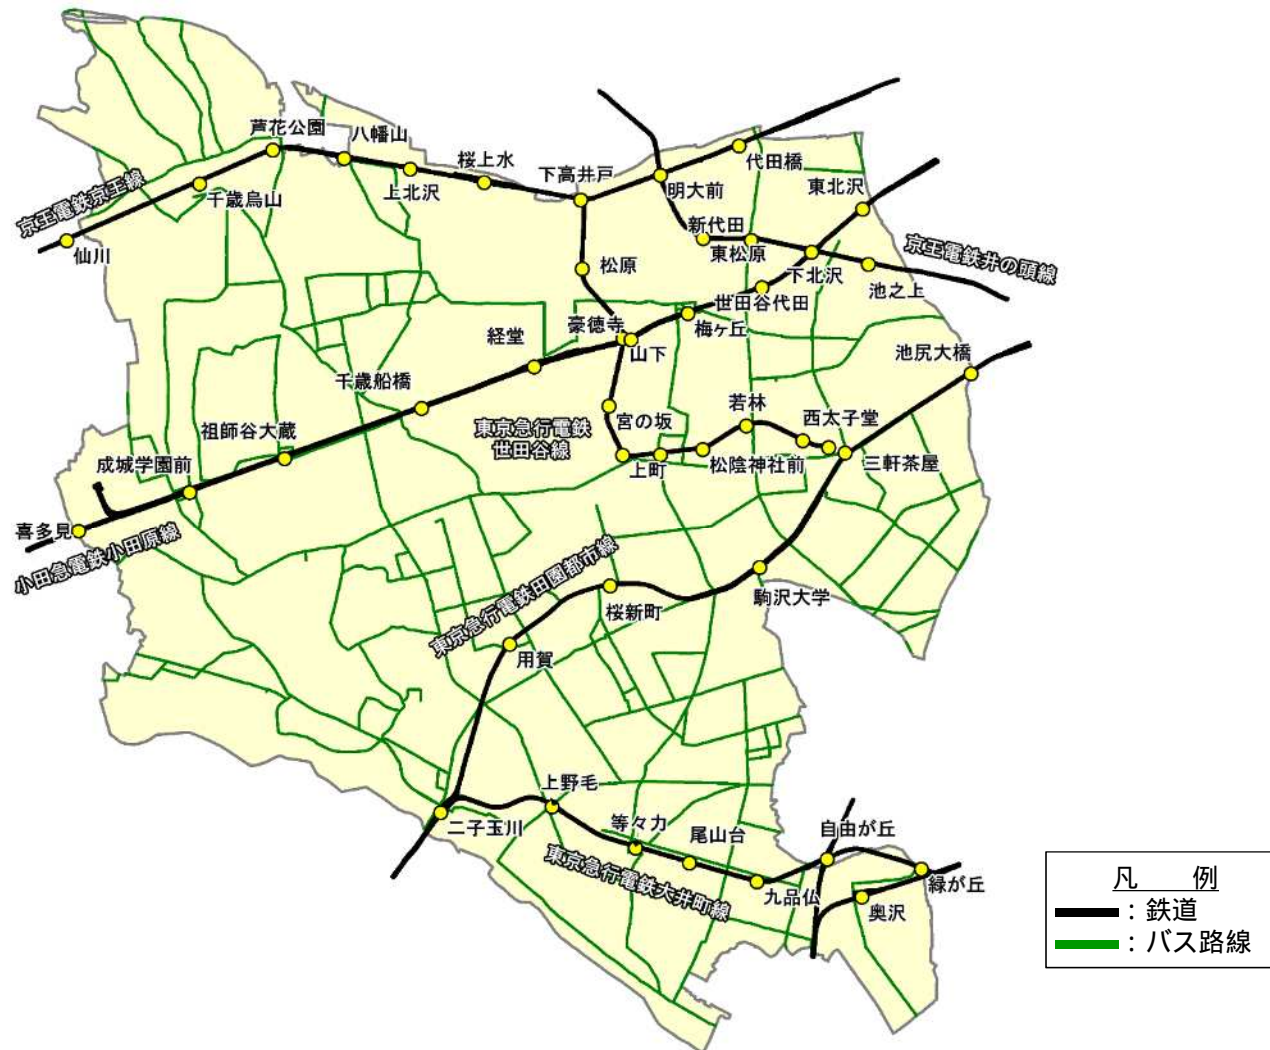 芦花公園
八幡山
桜上水
下高井戸
代田橋
京王電鉄京王線
千歳烏山
上北沢
明大前
東北沢
仙川
新代田
東松原
京王電鉄井の頭線
松原
下北沢
池之上
世田谷代田
豪徳寺
梅ヶ丘
経堂
山下
池尻大橋
千歳船橋
若林
西太子堂
祖師谷大蔵
東京急行電鉄
世田谷線
宮の坂
成城学園前
上町
松陰神社前
三軒茶屋
喜多見
小田急電鉄小田原線
東京急行電鉄田園都市線
桜新町
駒沢大学
用賀
上野毛
二子玉川
等々力
尾山台
自由が丘
東京急行電鉄大井町線
九品仏
緑が丘
奥沢
凡 例
：鉄道
：バス路線